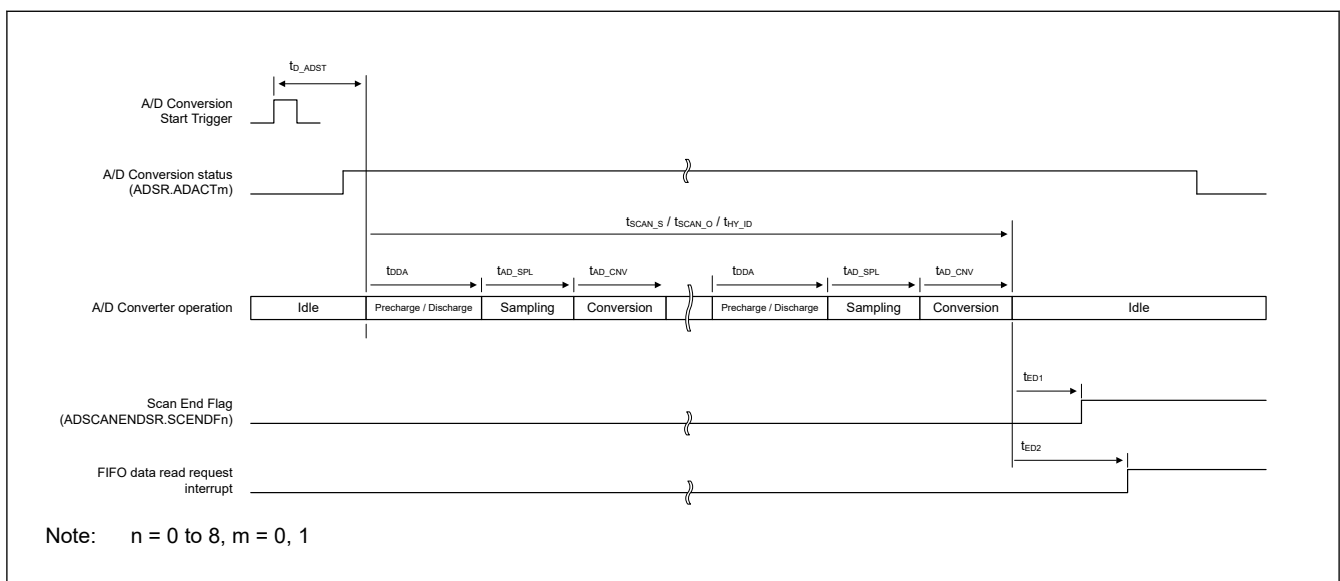 tD_ADST
A/D Conversion
Start Trigger
A/D Conversion status
(ADSR.ADACTm)
tSCAN_S / tSCAN_O / tHY_ID
tDDA tAD_SPL tAD_CNV tDDA tAD_SPL tAD_CNV
A/D Converter operation Idle Precharge / Discharge Sampling Conversion Precharge / Discharge Sampling Conversion Idle
tED1
Scan End Flag
(ADSCANENDSR.SCENDFn)
tED2
FIFO data read request
interrupt
Note: n = 0 to 8, m = 0, 1